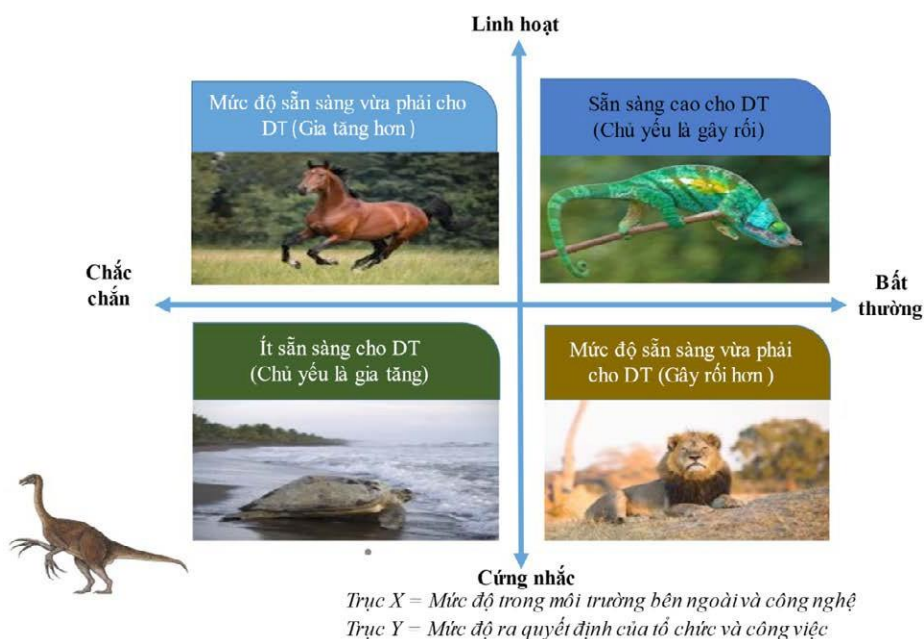 Linh hoạt
Mức độ sẵn sàng vừa phải cho
DT (Gia tăng hơn )
Sẵn sàng cao cho DT
(Chủ yếu là gây rối)
Chắc
chắn
Bất
thường
Ít sẵn sàng cho DT
(Chủ yếu là gia tăng)
Mức độ sẵn sàng vừa phải
cho DT (Gây rối hơn )
Cứng nhắc
Trục X = Mức độ trong môi trường bên ngoài và công nghệ
Trục Y = Mức độ ra quyết định của tổ chức và công việc